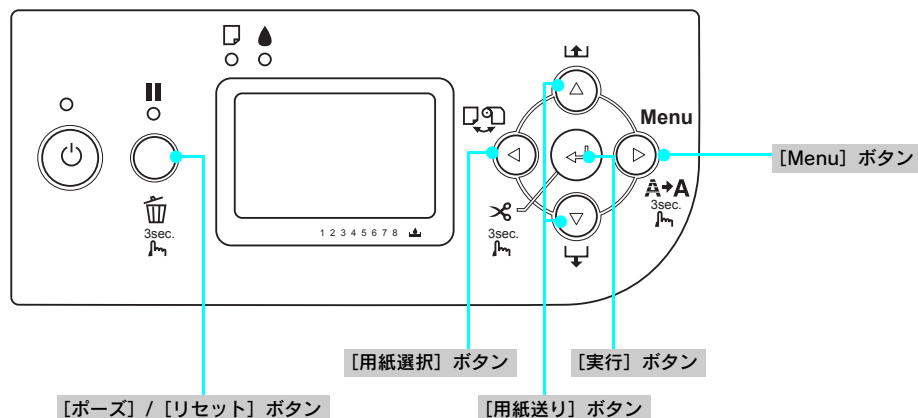 Menu
[Menu] ボタン
A→A
3sec.
3sec.
3sec.
1 2 3 4 5 6 7 8
[用紙選択] ボタン
[実行] ボタン
[ポーズ] / [リセット] ボタン
[用紙送り] ボタン